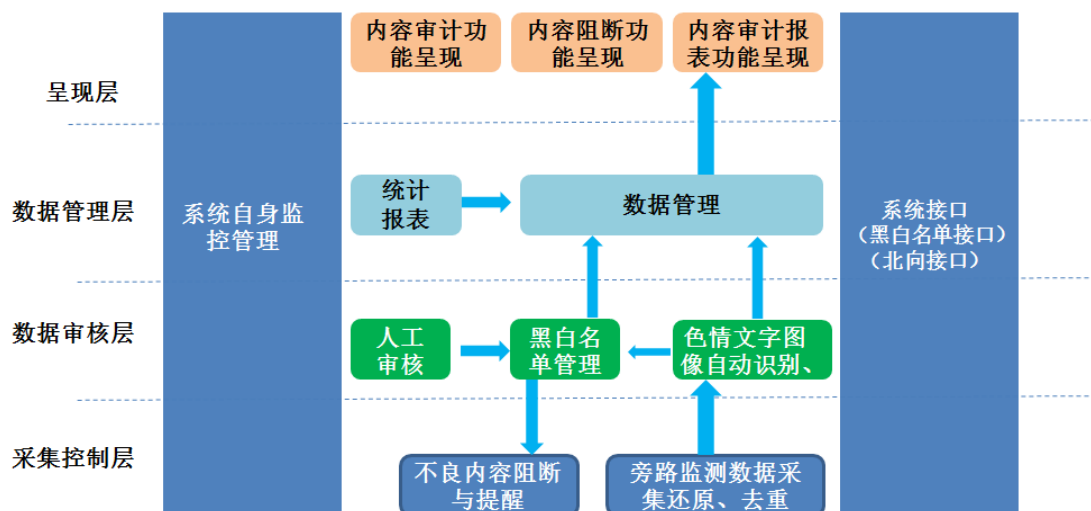 内容审计功
能呈现
内容阻断功
能呈现
内容审计报
表功能呈现
呈现层
数据管理层
系统自身监
控管理
统计
报表
数据管理
系统接口
（黑白名单接口）
（北向接口）
数据审核层
人工
审核
黑白名
单管理
色情文字图
像自动识别、
采集控制层
不良内容阻断
与提醒
旁路监测数据采
集还原、去重